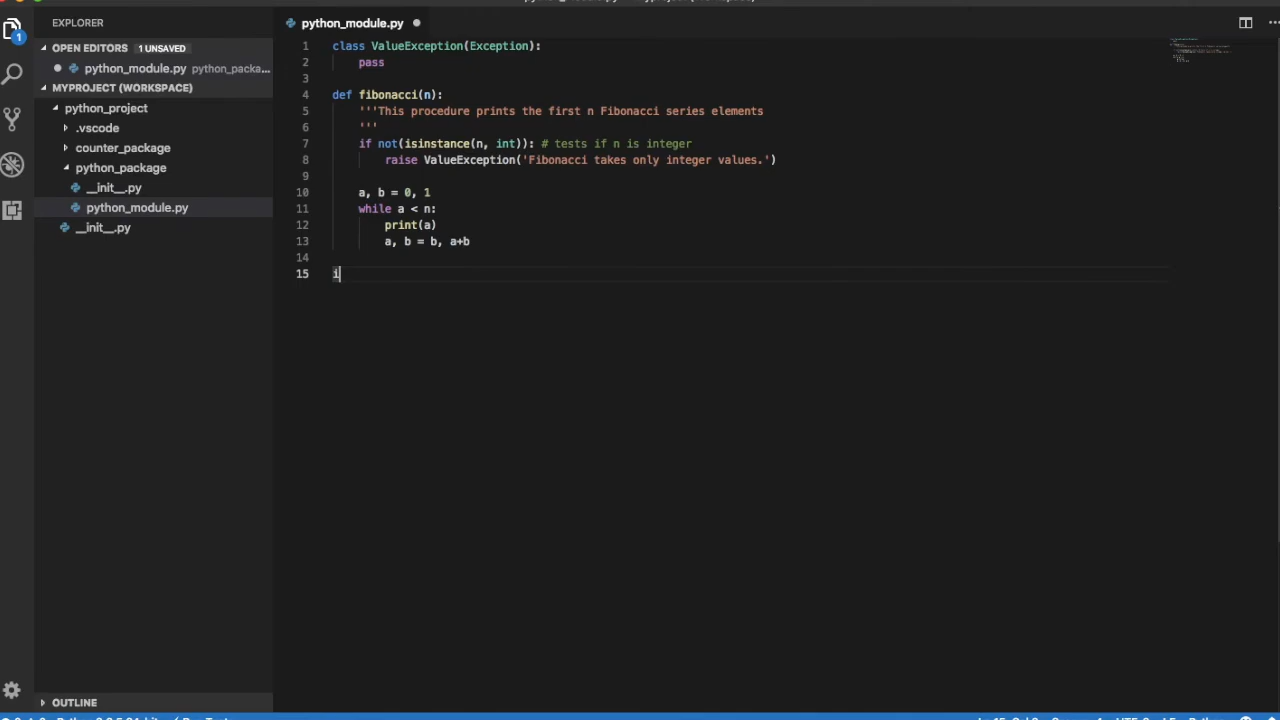 EXPLORER
OPEN EDITORS 1 UNSAVED
python_module.py python_packa...
MYPROJECT (WORKSPACE)
python_project
.vscode
counter_package
python_package
__init__.py
python_module.py
__init__.py
OUTLINE
1
python_module.py
1 class ValueException(Exception):
2 pass
3
4 def fibonacci(n):
5 '''This procedure prints the first n Fibonacci series elements
6 '''
7 if not(isinstance(n, int)): # tests if n is integer
8 raise ValueException('Fibonacci takes only integer values.')
9
10 a, b = 0, 1
11 while a < n:
12 print(a)
13 a, b = b, a+b
14
15 i